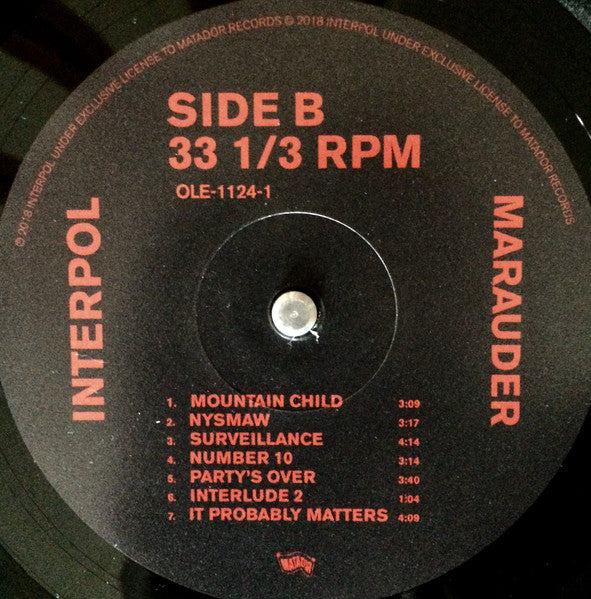 ℗ 2018 INTERPOL UNDER EXCLUSIVE LICENSE TO MATADOR RECORDS © 2018 INTERPOL UNDER EXCLUSIVE LICENSE TO MATADOR RECORDS
SIDE B
33 1/3 RPM
OLE-1124-1
INTERPOL
MARAUDER
1. MOUNTAIN CHILD 3:09
2. NYSMAW 3:17
3. SURVEILLANCE 4:14
4. NUMBER 10 3:14
5. PARTY'S OVER 3:40
6. INTERLUDE 2 1:04
7. IT PROBABLY MATTERS 4:09
MATADOR